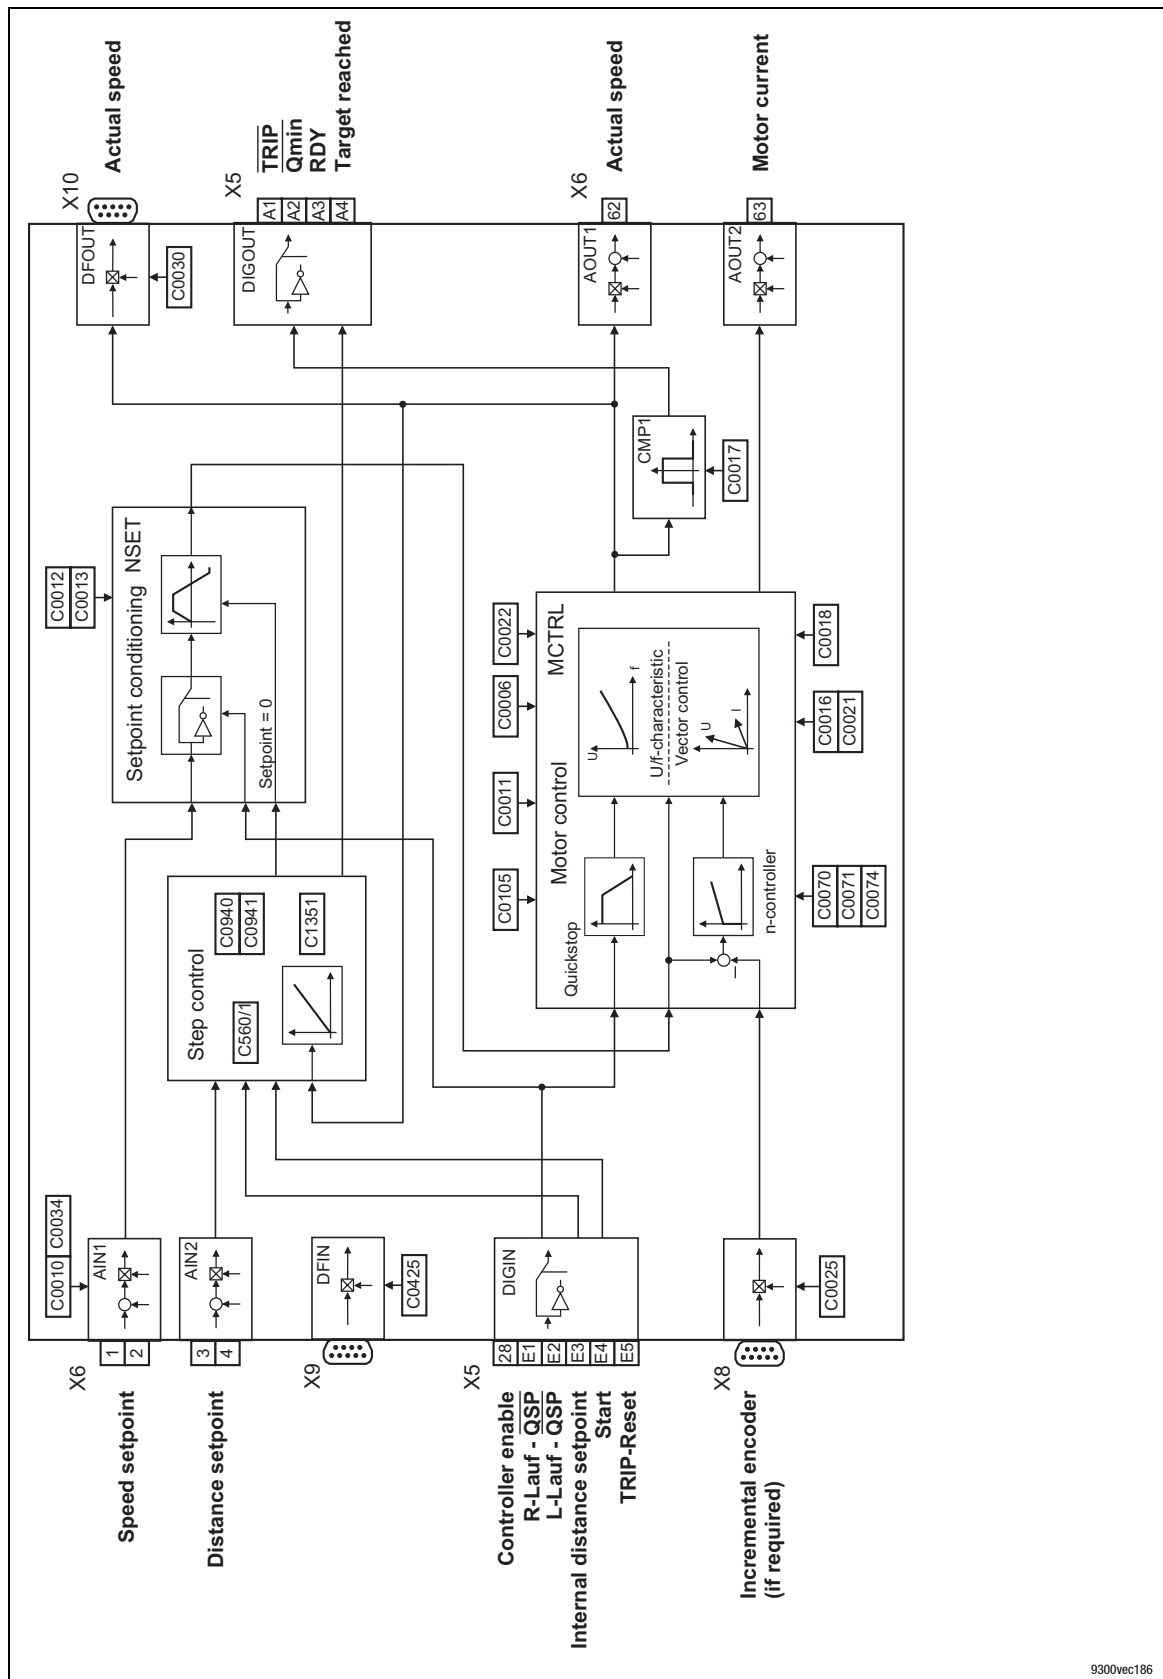 X6
1
2
Speed setpoint
C0010
C0034
AIN1
3
4
Distance setpoint
AIN2
X9
DFIN
C0425
X5
28
E1
E2
E3
E4
E5
Controller enable
R-Lauf - QSP
L-Lauf - QSP
Internal distance setpoint
Start
TRIP-Reset
DIGIN
X8
Incremental encoder
(if required)
C0025
Step control
C560/1
C0940
C0941
C1351
C0012
C0013
Setpoint conditioning NSET
Setpoint = 0
C0105
C0011
C0006
C0022
Motor control
MCTRL
Quickstop
U
f
U/f-characteristic
Vector control
U
I
n-controller
C0070
C0071
C0074
C0016
C0021
C0018
CMP1
C0017
X10
Actual speed
DFOUT
C0030
X5
A1
A2
A3
A4
TRIP
Qmin
RDY
Target reached
DIGOUT
X6
62
Actual speed
AOUT1
63
Motor current
AOUT2
9300vec186